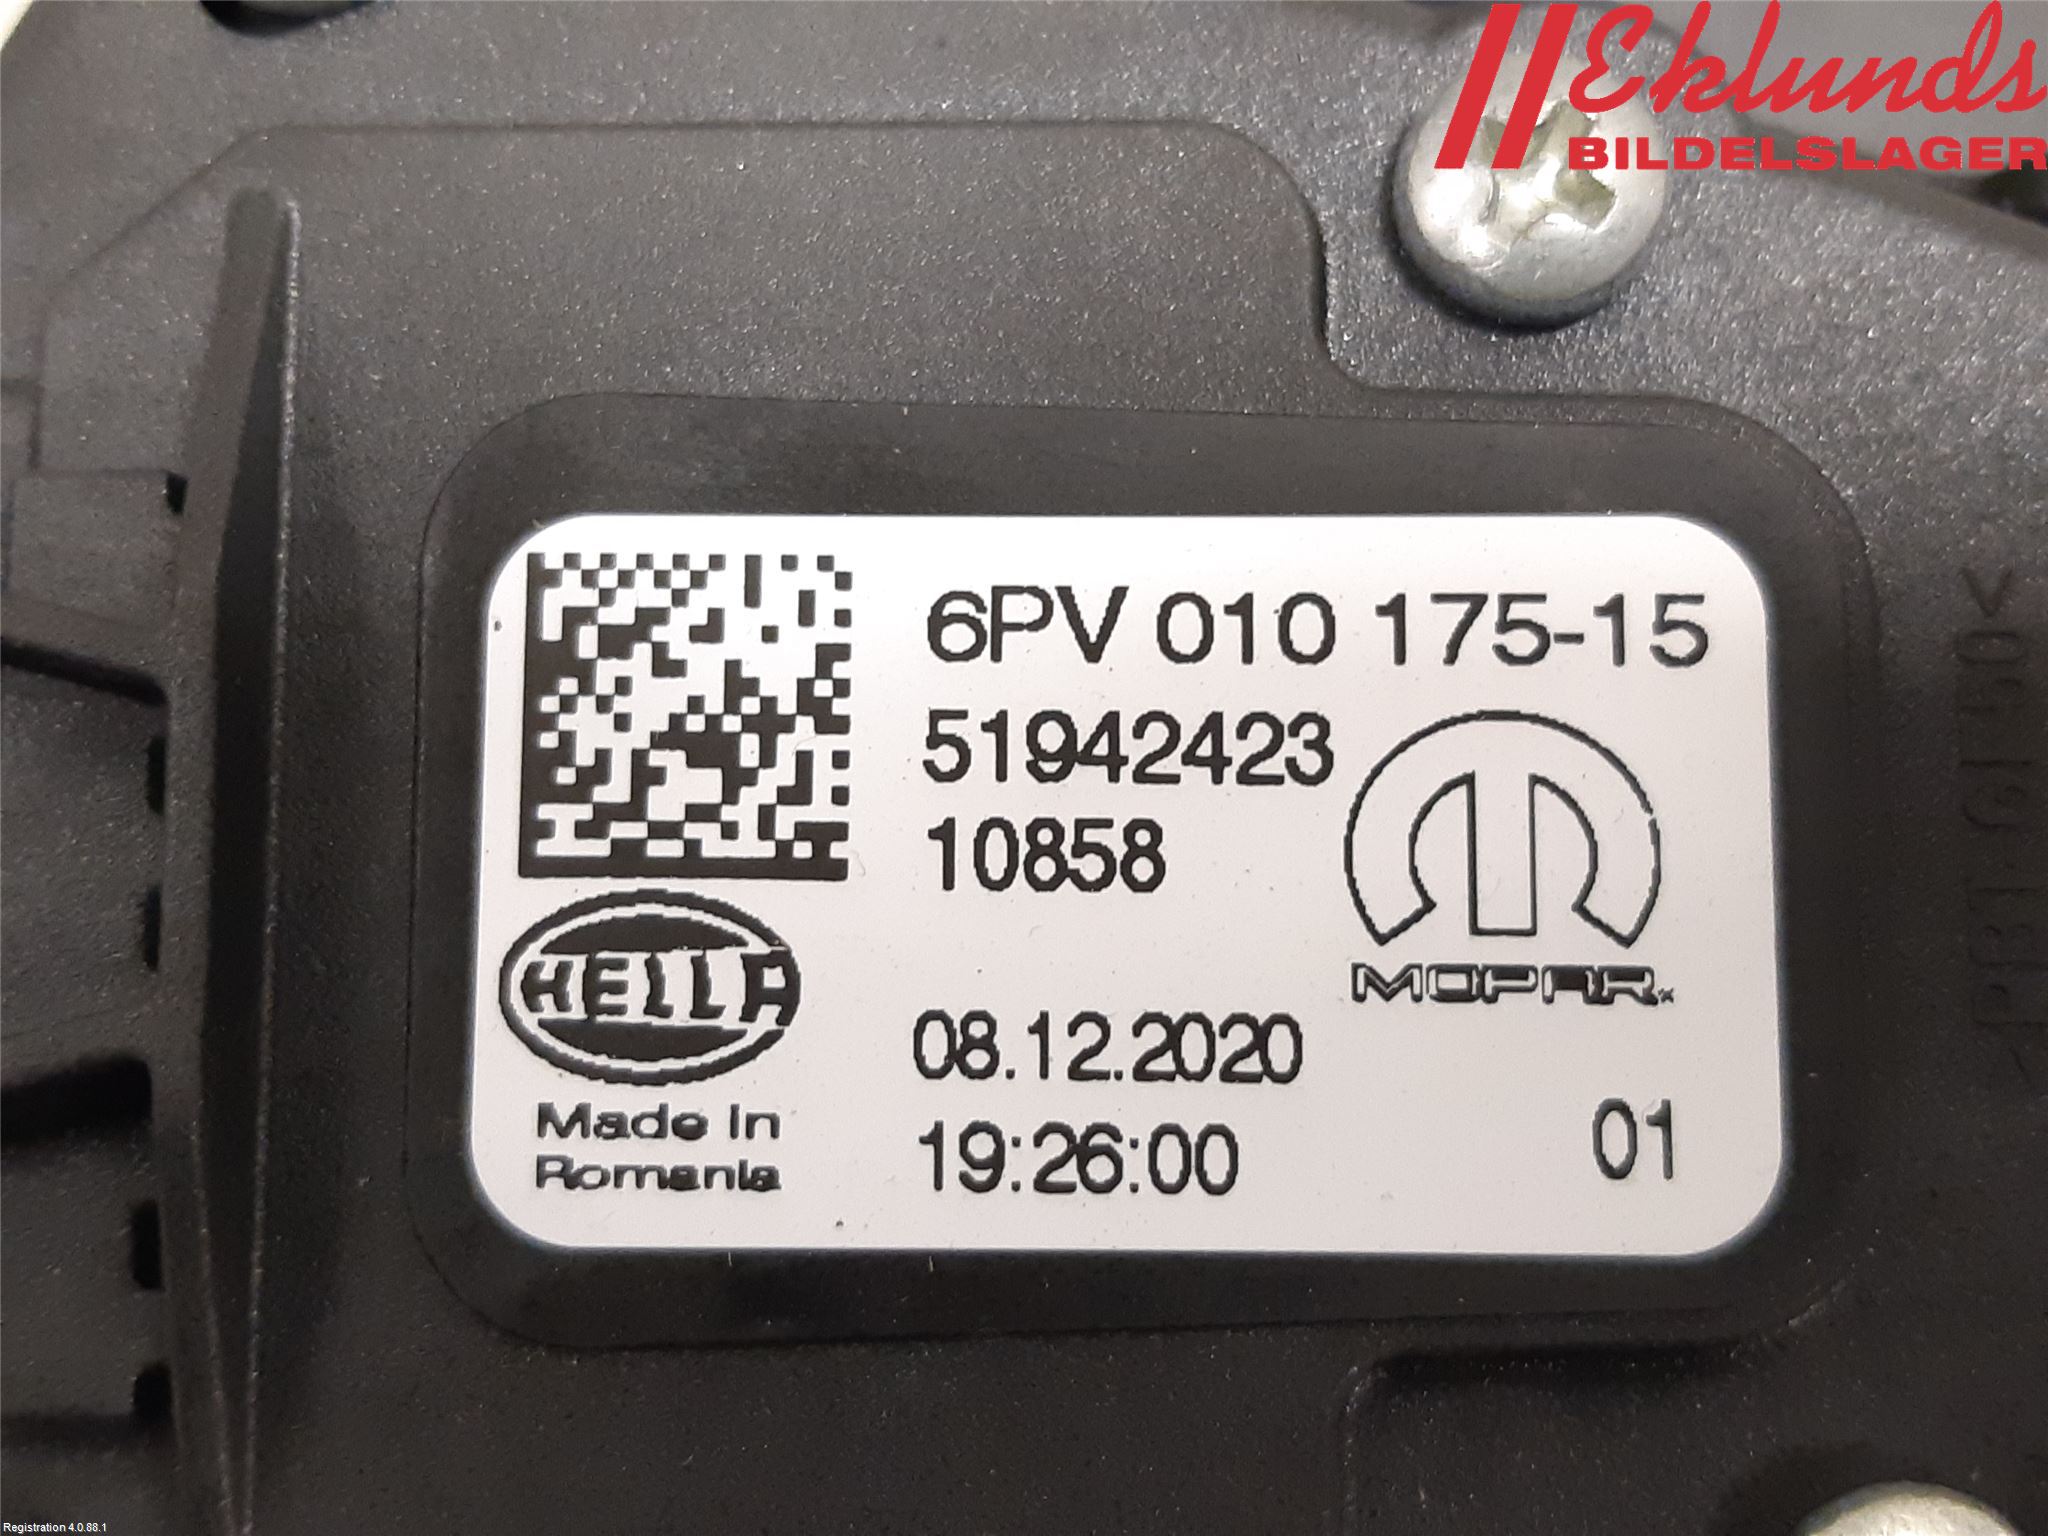 Eklunds
BILDELSLAGER
6PV 010 175-15
51942423
10858
HELLA
MOPAR
08.12.2020
Made In
Romania
19:26:00
01
Registration 4.0.88.1